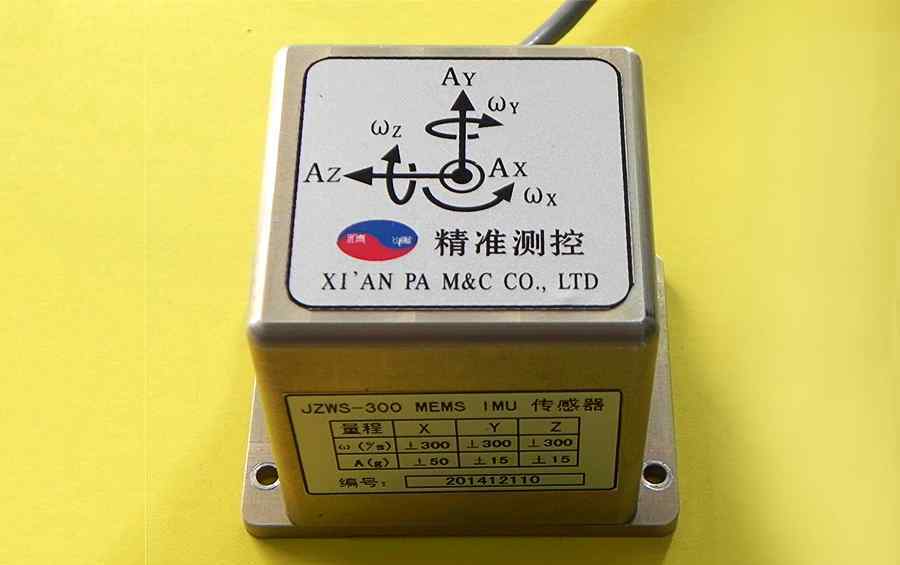 AY
ωY
ωZ
AZ
AX
ωX
精准测控
XI'AN PA M&C CO., LTD
JZWS-300 MEMS IMU 传感器
量程 X Y Z
ω(°/s) ±300 ±300 ±300
A(g) ±50 ±15 ±15
编号: 201412110